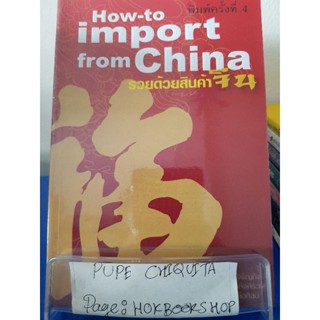 พิมพ์ครั้งที่ 4
How-to
import
from China
รวยด้วยสินค้าจีน
福
PUPE CHIQUITA
Page: HOKBOOKSHOP